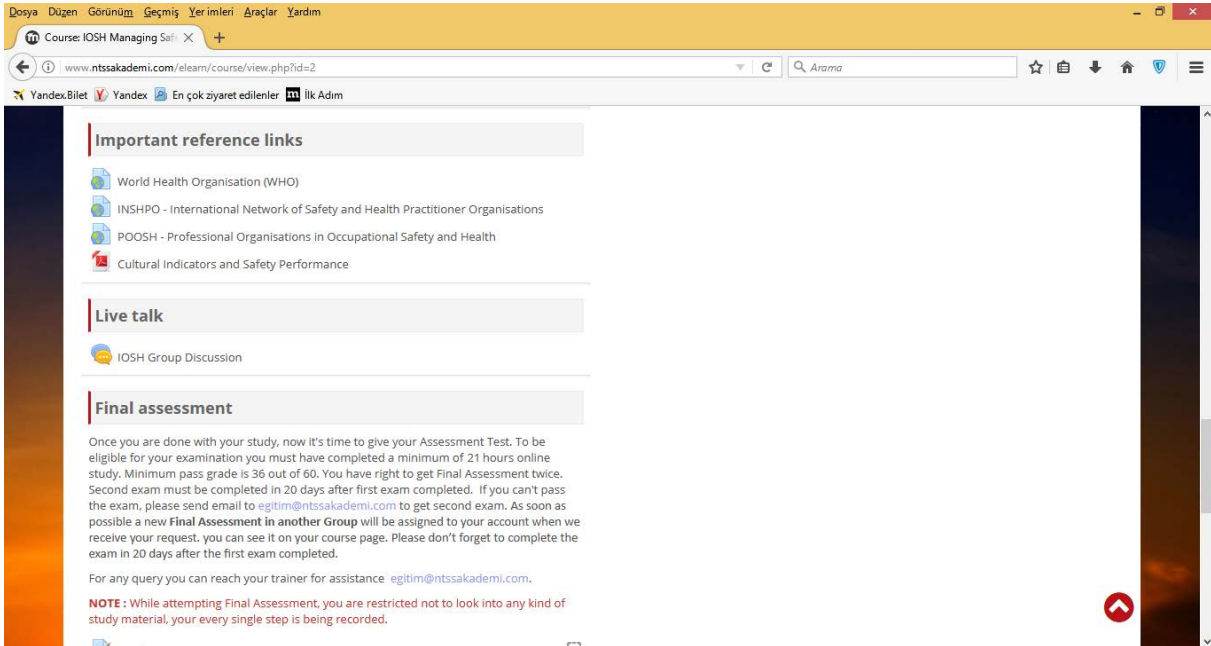 Dosya Düzen Görünüm Geçmiş Yer imleri Araçlar Yardım
Course: IOSH Managing Safe
www.ntssakademi.com/elearn/course/view.php?id=2
Arama
Yandex.Bilet Yandex En çok ziyaret edilenler İlk Adım
Important reference links
World Health Organisation (WHO)
INSHPO - International Network of Safety and Health Practitioner Organisations
POOSH - Professional Organisations in Occupational Safety and Health
Cultural Indicators and Safety Performance
Live talk
IOSH Group Discussion
Final assessment
Once you are done with your study, now it's time to give your Assessment Test. To be
eligible for your examination you must have completed a minimum of 21 hours online
study. Minimum pass grade is 36 out of 60. You have right to get Final Assessment twice.
Second exam must be completed in 20 days after first exam completed. If you can't pass
the exam, please send email to egitim@ntssakademi.com to get second exam. As soon as
possible a new Final Assessment in another Group will be assigned to your account when we
receive your request. you can see it on your course page. Please don't forget to complete the
exam in 20 days after the first exam completed.
For any query you can reach your trainer for assistance egitim@ntssakademi.com.
NOTE : While attempting Final Assessment, you are restricted not to look into any kind of
study material, your every single step is being recorded.